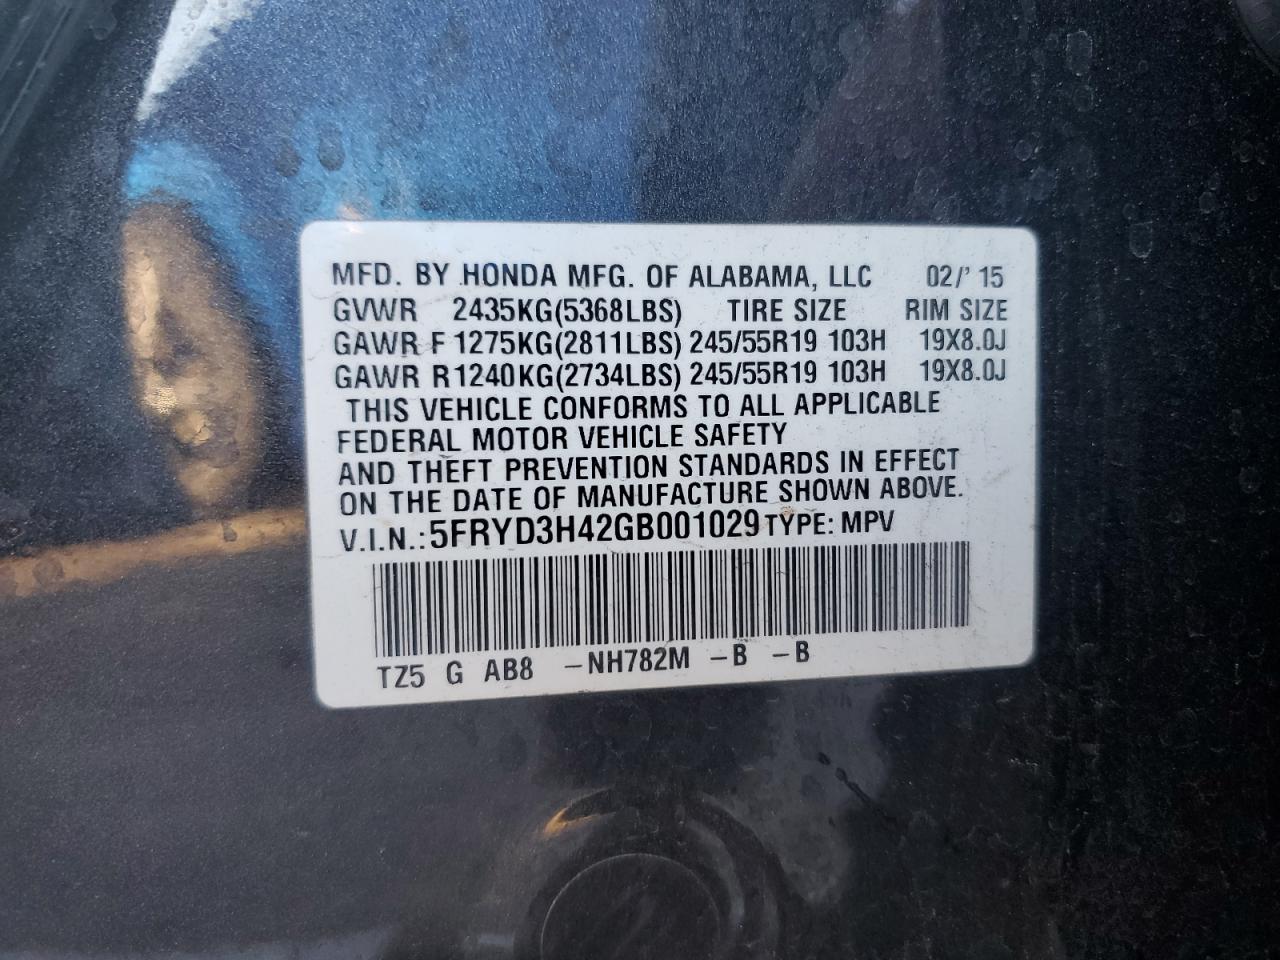 MFD. BY HONDA MFG. OF ALABAMA, LLC 02/' 15
GVWR 2435KG(5368LBS) TIRE SIZE RIM SIZE
GAWR F 1275KG(2811LBS) 245/55R19 103H 19X8.0J
GAWR R1240KG(2734LBS) 245/55R19 103H 19X8.0J
THIS VEHICLE CONFORMS TO ALL APPLICABLE
FEDERAL MOTOR VEHICLE SAFETY
AND THEFT PREVENTION STANDARDS IN EFFECT
ON THE DATE OF MANUFACTURE SHOWN ABOVE.
V.I.N.: 5FRYD3H42GB001029 TYPE: MPV
TZ5 G AB8 -NH782M -B -B